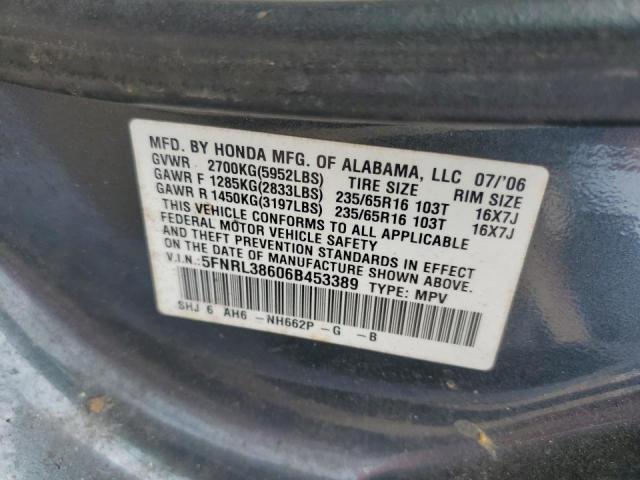 MFD. BY HONDA MFG. OF ALABAMA, LLC 07/'06
GVWR 2700KG(5952LBS) TIRE SIZE RIM SIZE
GAWR F 1285KG(2833LBS) 235/65R16 103T 16X7J
GAWR R 1450KG(3197LBS) 235/65R16 103T 16X7J
THIS VEHICLE CONFORMS TO ALL APPLICABLE
FEDERAL MOTOR VEHICLE SAFETY
AND THEFT PREVENTION STANDARDS IN EFFECT
ON THE DATE OF MANUFACTURE SHOWN ABOVE.
V.I.N.: 5FNRL38606B453389 TYPE: MPV
SHJ 6 AH6 -NH662P -G -B